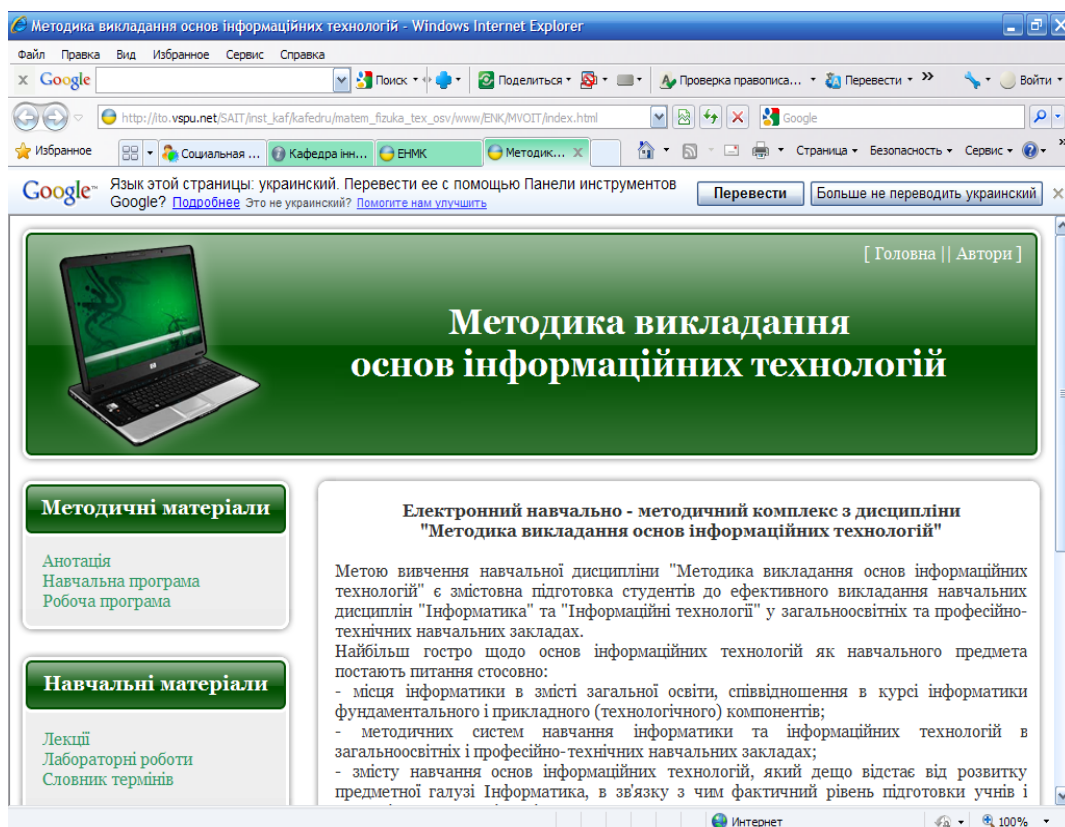 Методика викладання основ інформаційних технологій - Windows Internet Explorer
Файл Правка Вид Избранное Сервис Справка
x Google Поиск Поделиться Проверка правописа... Перевести » Войти
http://ito.vspu.net/SAIT/inst_kaf/kafedru/matem_fizuka_tex_osv/www/ENK/MVOIT/index.html Google
Избранное Социальная ... Кафедра інн... ЕНМК Методик... X Страница Безопасность Сервис »
Google™ Язык этой страницы: украинский. Перевести ее с помощью Панели инструментов Google? Подробнее Это не украинский? Помогите нам улучшить Перевести Больше не переводить украинский
[ Головна || Автори ]
Методика викладання
основ інформаційних технологій
Методичні матеріали
Анотація
Навчальна програма
Робоча програма
Навчальні матеріали
Лекції
Лабораторні роботи
Словник термінів
Електронний навчально - методичний комплекс з дисципліни
"Методика викладання основ інформаційних технологій"
Метою вивчення навчальної дисципліни "Методика викладання основ інформаційних
технологій" є змістовна підготовка студентів до ефективного викладання навчальних
дисциплін "Інформатика" та "Інформаційні технології" у загальноосвітніх та професійно-
технічних навчальних закладах.
Найбільш гостро щодо основ інформаційних технологій як навчального предмета
постають питання стосовно:
- місця інформатики в змісті загальної освіти, співвідношення в курсі інформатики
фундаментального і прикладного (технологічного) компонентів;
- методичних систем навчання інформатики та інформаційних технологій в
загальноосвітніх і професійно-технічних навчальних закладах;
- змісту навчання основ інформаційних технологій, який дещо відстає від розвитку
предметної галузі Інформатика, в зв'язку з чим фактичний рівень підготовки учнів і
Интернет 100%